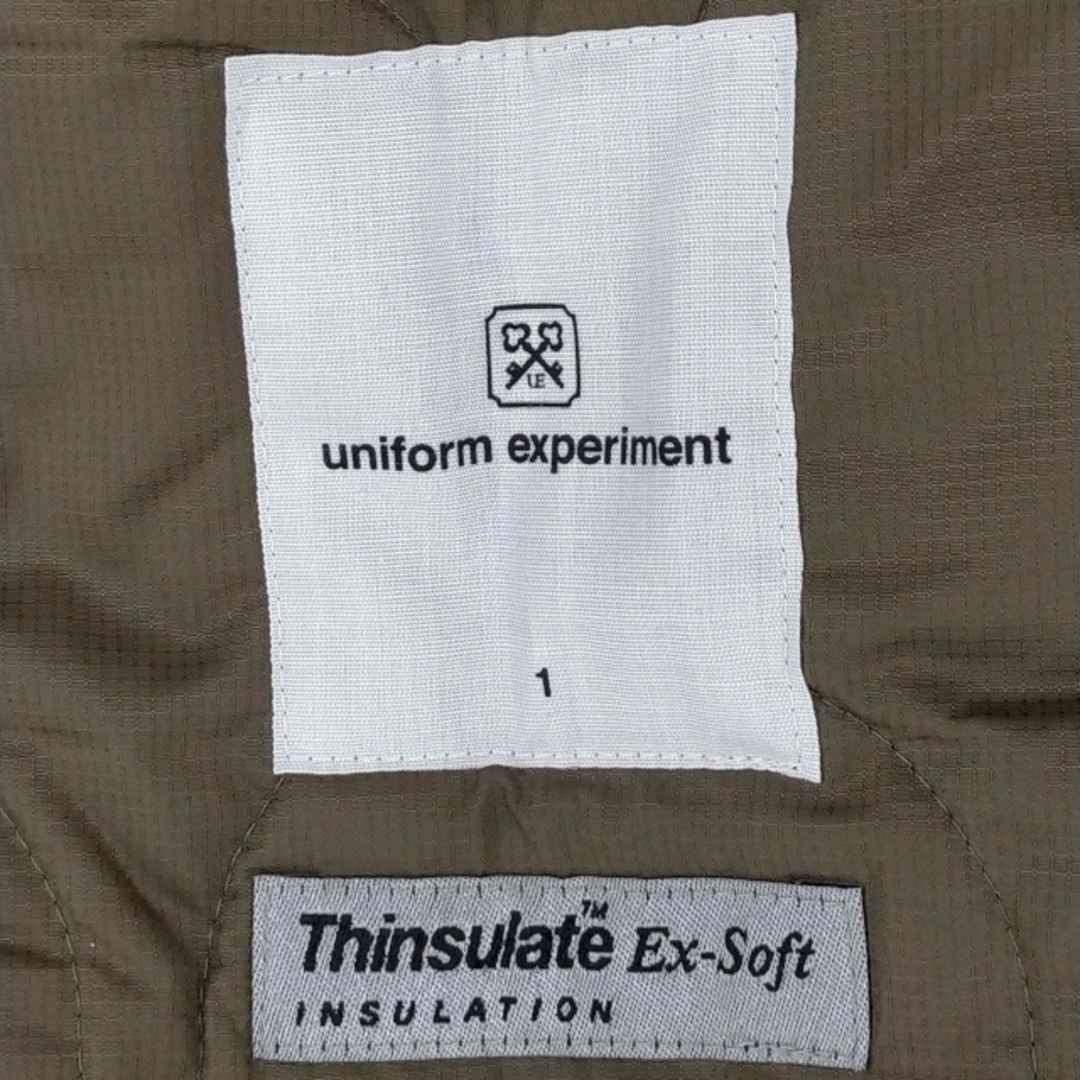 UE
uniform experiment
1
Thinsulate™ Ex-Soft
INSULATION